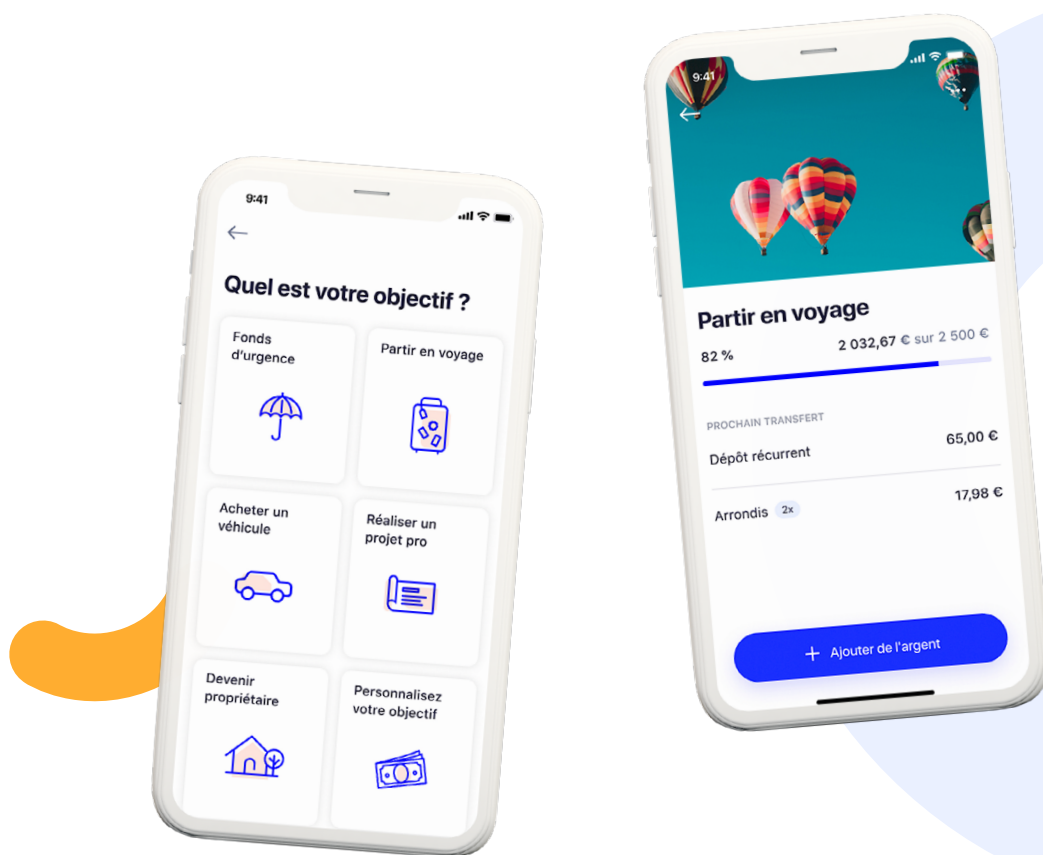 9:41
Quel est votre objectif ?
Fonds
d'urgence
Partir en voyage
Acheter un
véhicule
Réaliser un
projet pro
Devenir
propriétaire
Personnalisez
votre objectif
9:41
Partir en voyage
82 %
2 032,67 € sur 2 500 €
PROCHAIN TRANSFERT
Dépôt récurrent
65,00 €
Arrondis 2x
17,98 €
+ Ajouter de l'argent